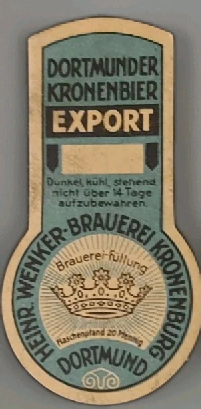 DORTMUNDER
KRONENBIER
EXPORT
Dunkel, kühl, stehend
nicht über 14 Tage
aufzubewahren.
HEINR. WENKER-BRAUEREI KRONENBURG
Brauerei-füllung
Flaschenpfand 20 Pfennig
DORTMUND